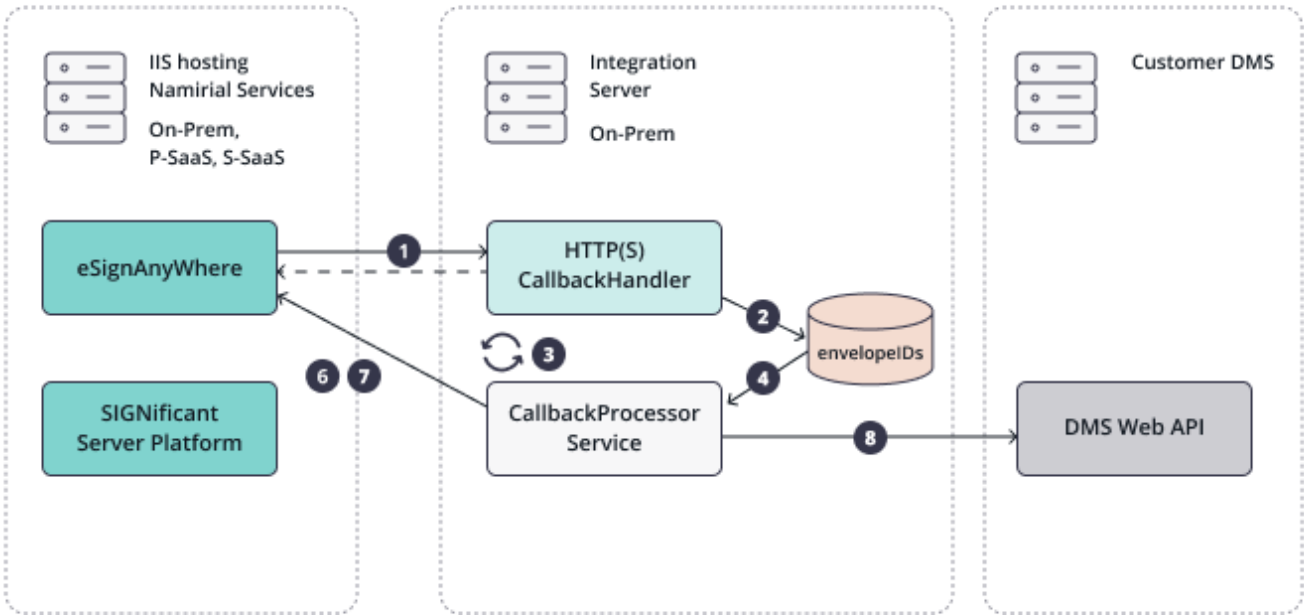 IIS hosting
Namirial Services
On-Prem,
P-SaaS, S-SaaS
Integration
Server
On-Prem
Customer DMS
eSignAnyWhere
1
HTTP(S)
CallbackHandler
2
envelopeIDs
3
4
6 7
SIGNificant
Server Platform
CallbackProcessor
Service
8
DMS Web API